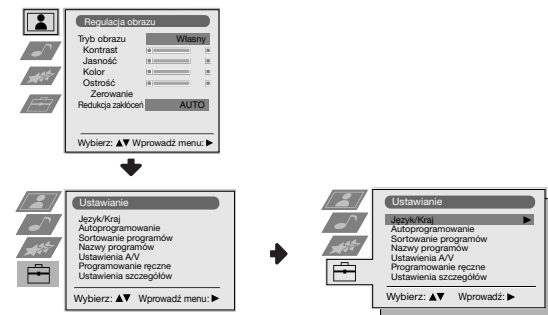 Regulacja obrazu
Tryb obrazu Własny
Kontrast
Jasność
Kolor
Ostrość
Zerowanie
Redukcja zakłóceń AUTO
Wybierz: ▲▼ Wprowadź menu: ►
Ustawianie
Język/Kraj
Autoprogramowanie
Sortowanie programów
Nazwy programów
Ustawienia A/V
Programowanie ręczne
Ustawienia szczegółów
Wybierz: ▲▼ Wprowadź menu: ►
Ustawianie
Język/Kraj ►
Autoprogramowanie
Sortowanie programów
Nazwy programów
Ustawienia A/V
Programowanie ręczne
Ustawienia szczegółów
Wybierz: ▲▼ Wprowadź: ►